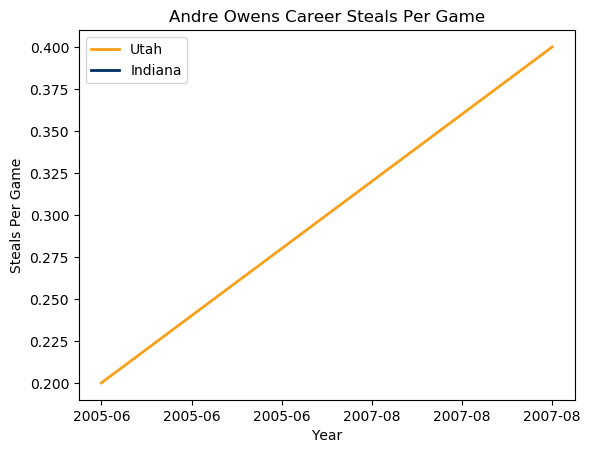 Andre Owens Career Steals Per Game
Utah
Indiana
0.400
0.375
0.350
0.325
0.300
0.275
0.250
0.225
0.200
Steals Per Game
2005-06 2005-06 2005-06 2007-08 2007-08 2007-08
Year